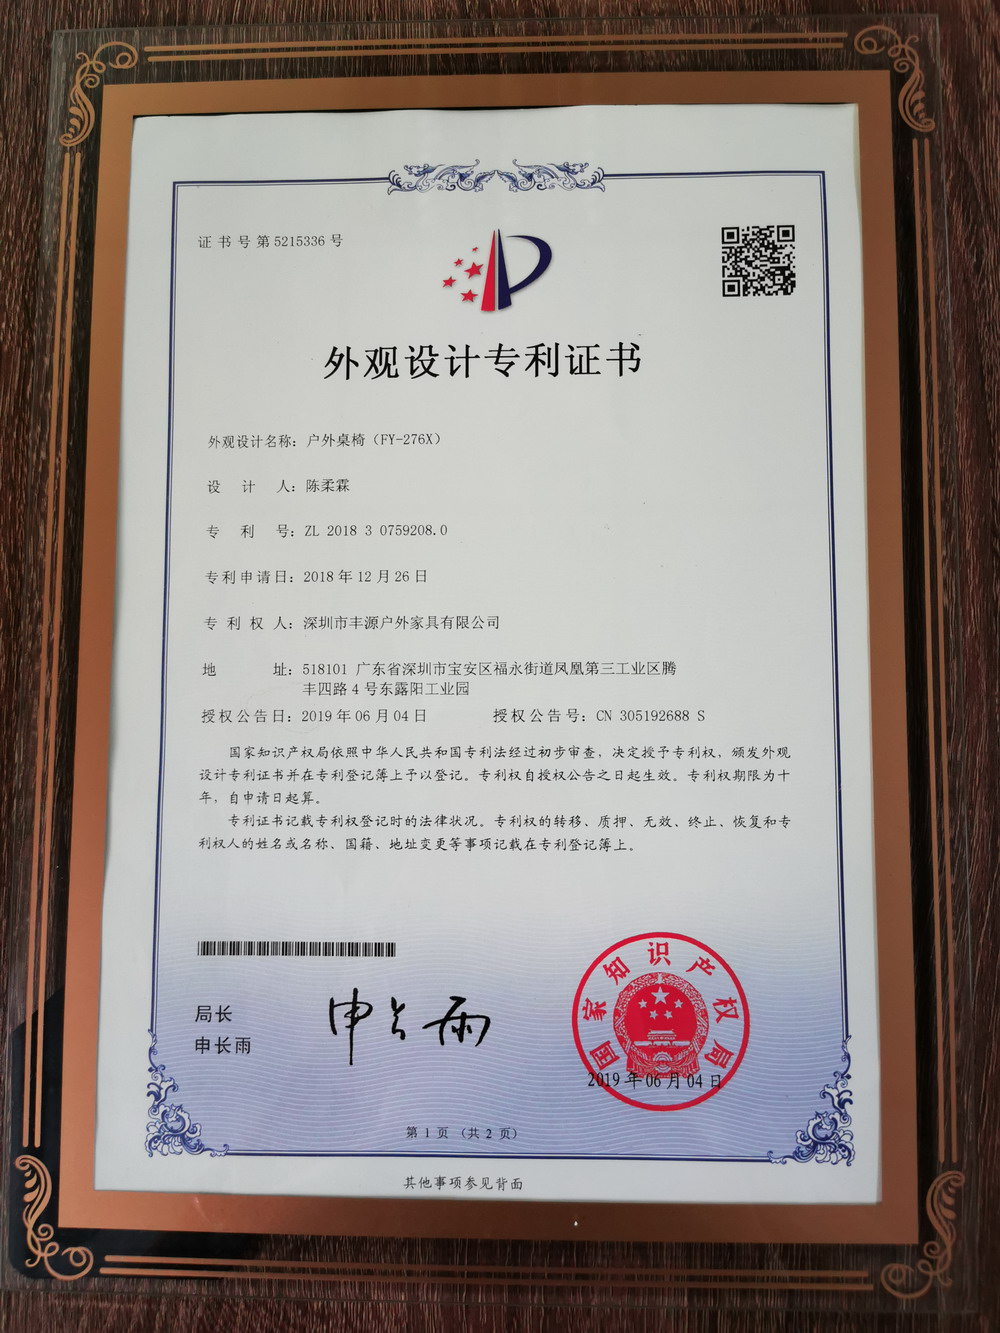 证书号第5215336号
外观设计专利证书
外观设计名称：户外桌椅（FY-276X）
设计人：陈柔霖
专利号：ZL 2018 3 0759208.0
专利申请日：2018年12月26日
专利权人：深圳市丰源户外家具有限公司
地址：518101 广东省深圳市宝安区福永街道凤凰第三工业区腾
丰四路4号东露阳工业园
授权公告日：2019年06月04日 授权公告号：CN 305192688 S
国家知识产权局依照中华人民共和国专利法经过初步审查，决定授予专利权，颁发外观
设计专利证书并在专利登记簿上予以登记。专利权自授权公告之日起生效。专利权期限为十
年，自申请日起算。
专利证书记载专利权登记时的法律状况。专利权的转移、质押、无效、终止、恢复和专
利权人的姓名或名称、国籍、地址变更等事项记载在专利登记簿上。
局长
申长雨
申长雨
国家知识产权局
2019年06月04日
第1页（共2页）
其他事项参见背面